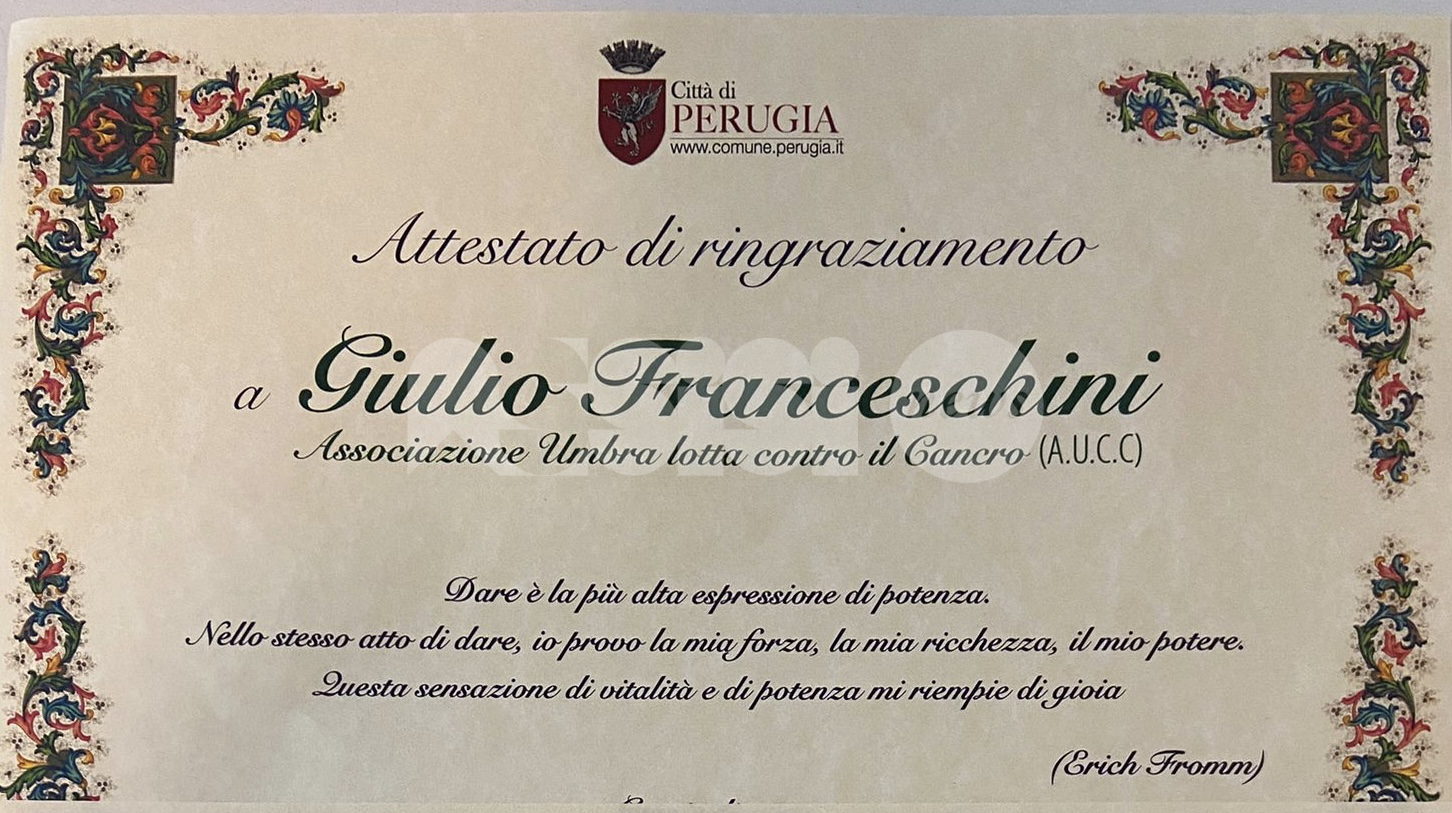 Città di
PERUGIA
www.comune.perugia.it
Attestato di ringraziamento
a Giulio Franceschini
Associazione Umbra lotta contro il Cancro (A.U.C.C)
Dare è la più alta espressione di potenza.
Nello stesso atto di dare, io provo la mia forza, la mia ricchezza, il mio potere.
Questa sensazione di vitalità e di potenza mi riempie di gioia
(Erich Fromm)